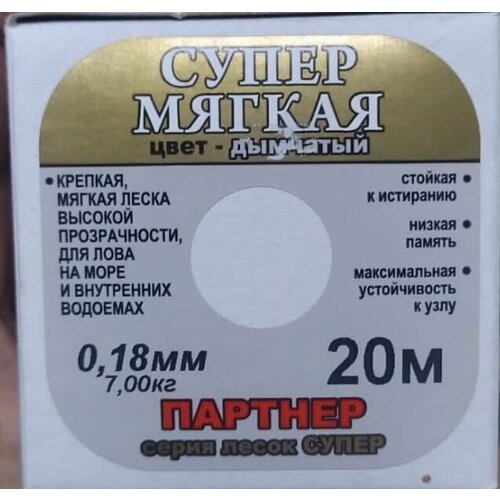 СУПЕР
МЯГКАЯ
цвет - дымчатый
• КРЕПКАЯ,
МЯГКАЯ ЛЕСКА
ВЫСОКОЙ
ПРОЗРАЧНОСТИ,
ДЛЯ ЛОВА
НА МОРЕ
И ВНУТРЕННИХ
ВОДОЕМАХ
стойкая •
к истиранию
низкая •
память
максимальная •
устойчивость
к узлу
0,18мм
7,00кг
20м
ПАРТНЕР
серия лесок СУПЕР